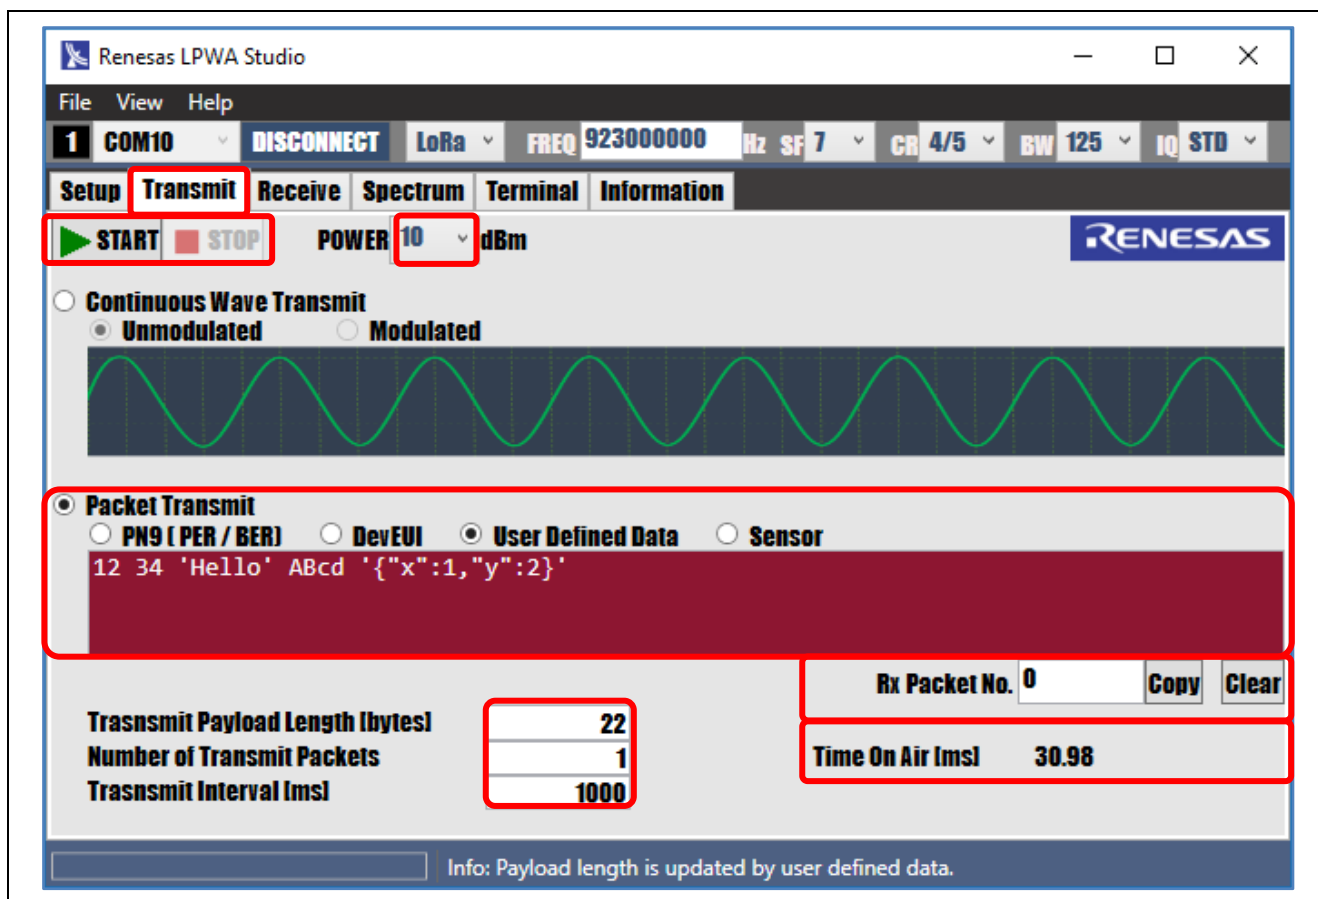 Renesas LPWA Studio
File View Help
1 COM10 DISCONNECT LoRa FREQ 923000000 Hz SF 7 CR 4/5 BW 125 IQ STD
Setup Transmit Receive Spectrum Terminal Information
START STOP POWER 10 dBm RENESAS
Continuous Wave Transmit
Unmodulated Modulated
Packet Transmit
PN9 ( PER / BER) DevEUI User Defined Data Sensor
12 34 'Hello' ABcd '{"x":1,"y":2}'
Rx Packet No. 0 Copy Clear
Trasnsmit Payload Length [bytes] 22
Number of Transmit Packets 1
Time On Air [ms] 30.98
Trasnsmit Interval [ms] 1000
Info: Payload length is updated by user defined data.